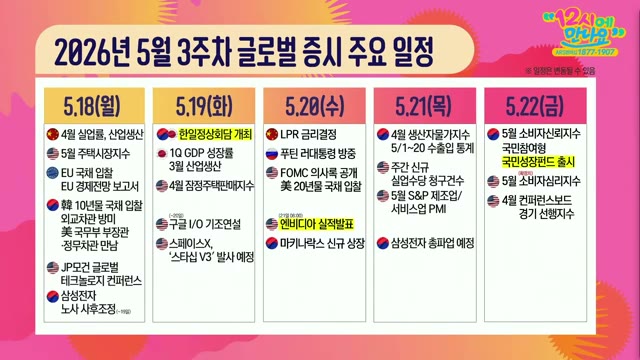 2026년 5월 3주차 글로벌 증시 주요 일정
"12시에
만나요"
1877-1907
※ 일정은 변동될 수 있음
5.18(월)
4월 실업률, 산업생산
5월 주택시장지수
EU 국채 입찰
EU 경제전망 보고서
韓 10년물 국채 입찰
외교차관 방미
美 국무부 부장관
·정무차관 만남
JP모건 글로벌
테크놀로지 컨퍼런스
삼성전자
노사 사후조정(~19일)
5.19(화)
한일정상회담 개최
1Q GDP 성장률
3월 산업생산
4월 잠정주택판매지수
(~20일)
구글 I/O 기조연설
스페이스X,
'스타십 V3' 발사 예정
5.20(수)
LPR 금리결정
푸틴 러대통령 방중
FOMC 의사록 공개
美 20년물 국채 입찰
엔비디아 실적발표
마키나락스 신규 상장
5.21(목)
4월 생산자물가지수
5/1~20 수출입 통계
주간 신규
실업수당 청구건수
5월 S&P 제조업/
서비스업 PMI
삼성전자 총파업 예정
5.22(금)
5월 소비자신뢰지수
국민참여형
국민성장펀드 출시
5월 소비자심리지수
4월 컨퍼런스보드
경기 선행지수